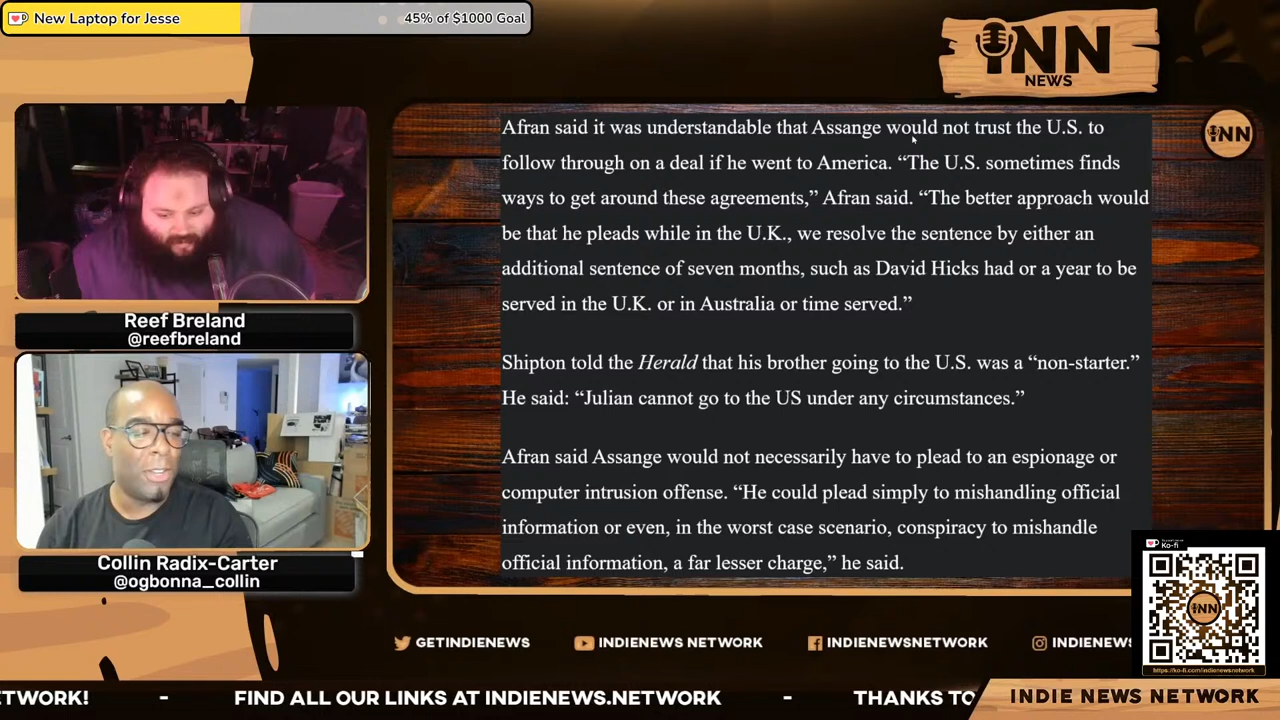 New Laptop for Jesse
45% of $1000 Goal
INN
NEWS
INN
Afran said it was understandable that Assange would not trust the U.S. to
follow through on a deal if he went to America. “The U.S. sometimes finds
ways to get around these agreements,” Afran said. “The better approach would
be that he pleads while in the U.K., we resolve the sentence by either an
additional sentence of seven months, such as David Hicks had or a year to be
served in the U.K. or in Australia or time served.”
Shipton told the Herald that his brother going to the U.S. was a “non-starter.”
He said: “Julian cannot go to the US under any circumstances.”
Afran said Assange would not necessarily have to plead to an espionage or
computer intrusion offense. “He could plead simply to mishandling official
information or even, in the worst case scenario, conspiracy to mishandle
official information, a far lesser charge,” he said.
Reef Breland
@reefbreland
Collin Radix-Carter
@ogbonna_collin
Ko-fi
INN
https://ko-fi.com/indienewsnetwork
GETINDIENEWS
INDIENEWS NETWORK
INDIENEWSNETWORK
INDIENEWS
ETWORK! - FIND ALL OUR LINKS AT INDIENEWS.NETWORK - THANKS TO
INDIE NEWS NETWORK